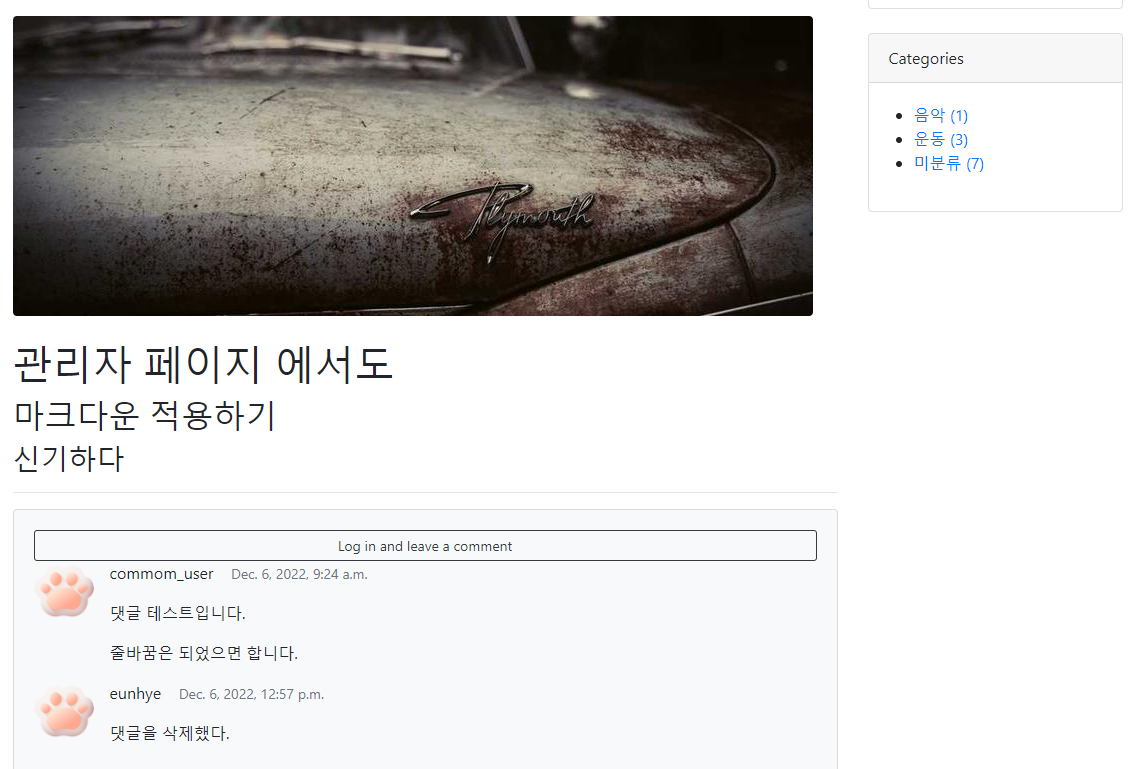 Plymouth
관리자 페이지 에서도
마크다운 적용하기
신기하다
Log in and leave a comment
commom_user Dec. 6, 2022, 9:24 a.m.
댓글 테스트입니다.
줄바꿈은 되었으면 합니다.
eunhye Dec. 6, 2022, 12:57 p.m.
댓글을 삭제했다.
Categories
음악 (1)
운동 (3)
미분류 (7)